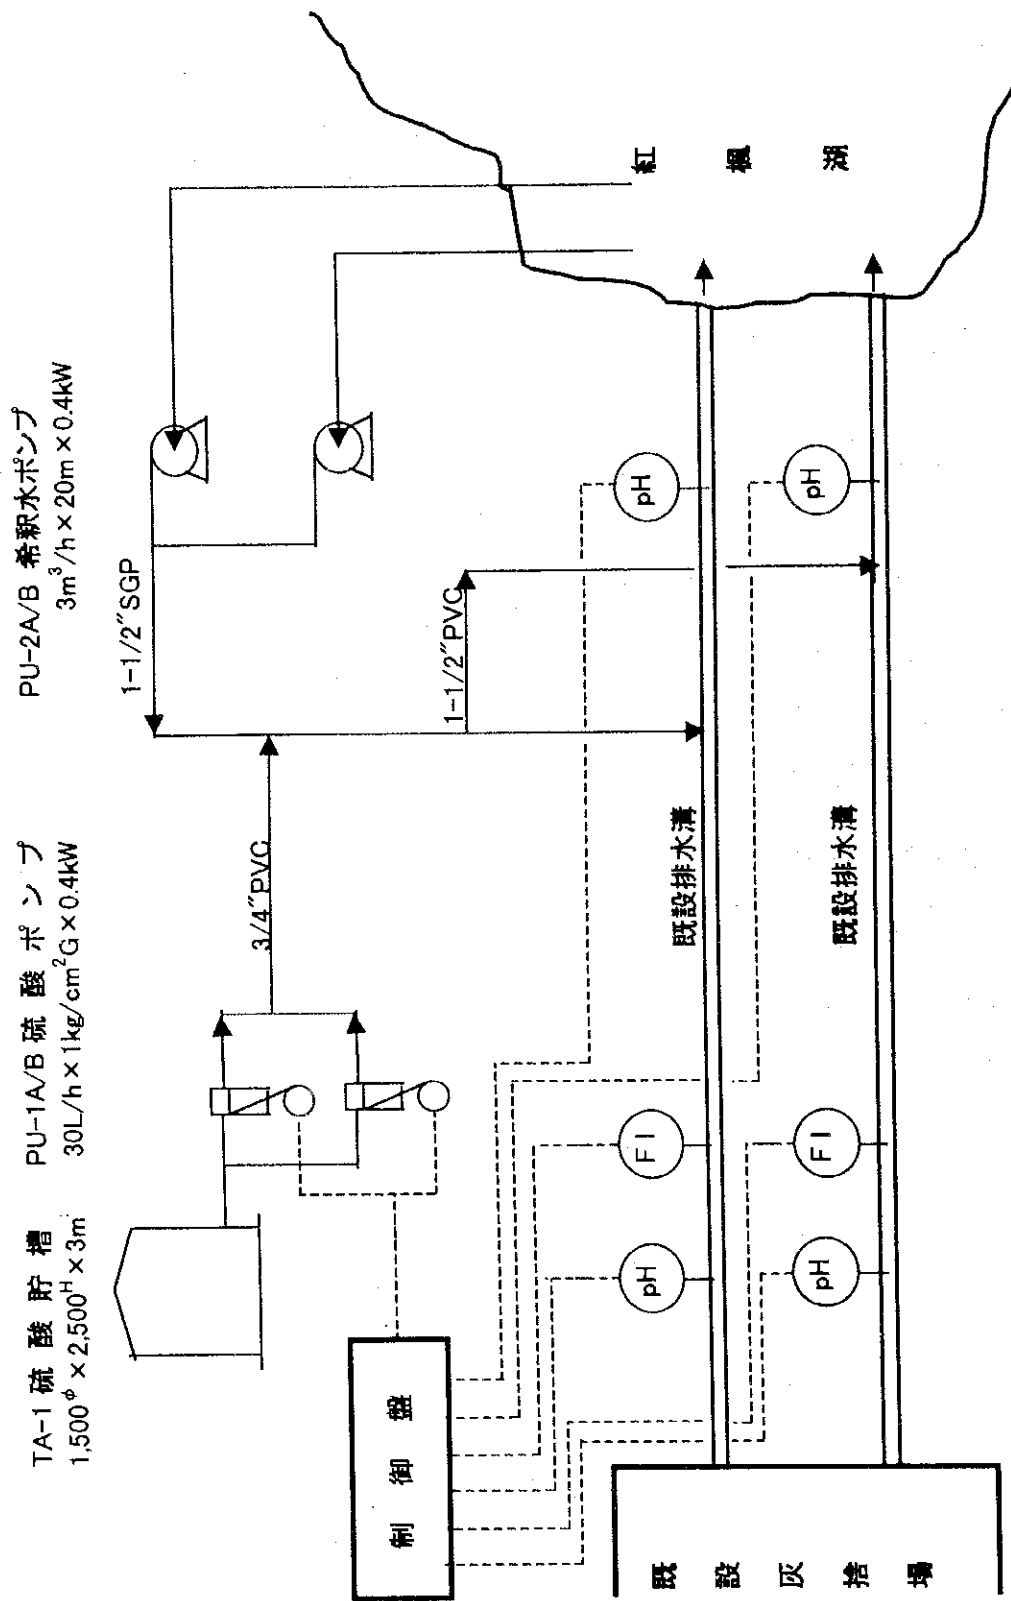 TA-1 硫 酸 貯 槽
1,500φ×2,500H×3m
PU-1A/B 硫 酸 ポ ン プ
30L/h×1kg/cm²G×0.4kW
PU-2A/B 希釈水ポンプ
3m³/h×20m×0.4kW
1-1/2″SGP
3/4″PVC
1-1/2″PVC
制 御 盤
pH
FI
pH
既設排水溝
pH
FI
pH
既設排水溝
既 設 灰 捨 場
紅 楓 湖